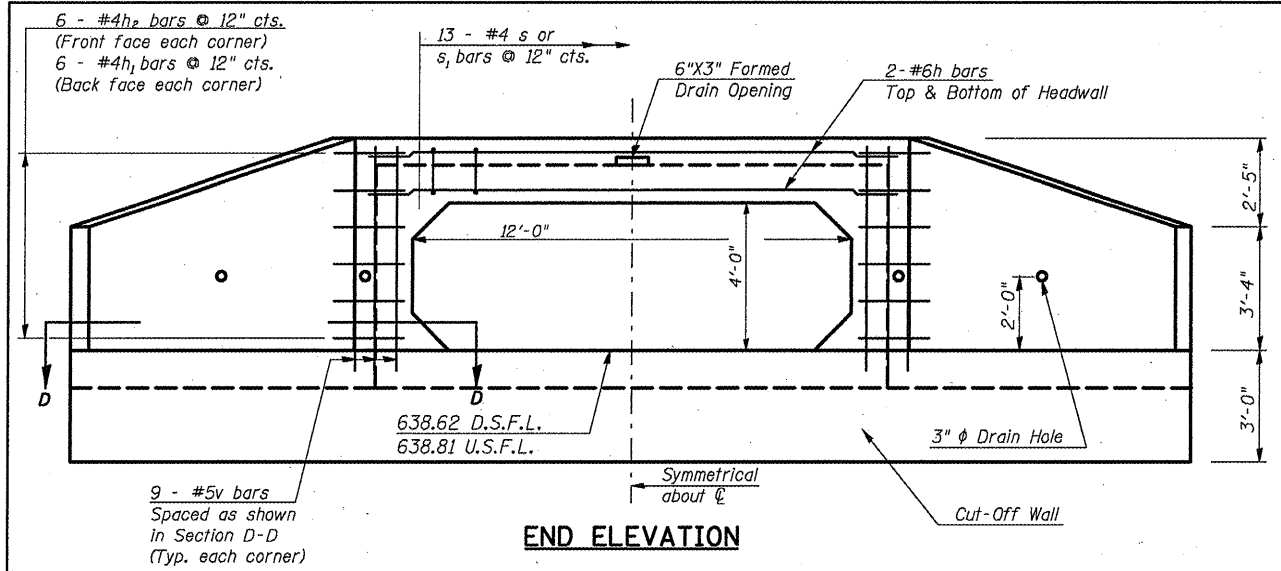 6 - #4h₂ bars @ 12" cts.
(Front face each corner)
6 - #4h₁ bars @ 12" cts.
(Back face each corner)
13 - #4 s or
s₁ bars @ 12" cts.
6"X3" Formed
Drain Opening
2-#6h bars
Top & Bottom of Headwall
2'-5"
12'-0"
4'-0"
2'-0"
3'-4"
D
D
638.62 D.S.F.L.
638.81 U.S.F.L.
3" ϕ Drain Hole
3'-0"
9 - #5v bars
Spaced as shown
in Section D-D
(Typ. each corner)
Symmetrical
about ℄
Cut-Off Wall
END ELEVATION